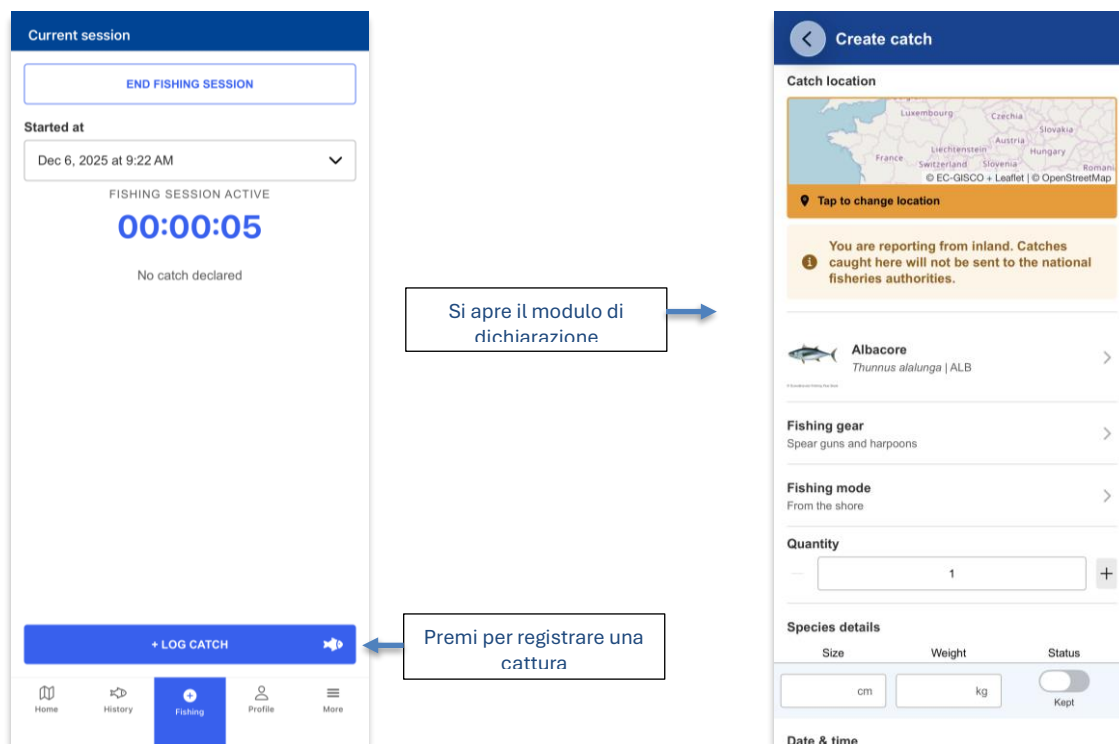 Current session
END FISHING SESSION
Started at
Dec 6, 2025 at 9:22 AM
FISHING SESSION ACTIVE
00:00:05
No catch declared
+ LOG CATCH
Home
History
Fishing
Profile
More
Si apre il modulo di
dichiarazione
Premi per registrare una
cattura
Create catch
Catch location
Luxembourg
Czechia
Slovakia
Austria
Liechtenstein
Hungary
France
Switzerland
Slovenia
Romani
© EC-GISCO + Leaflet | © OpenStreetMap
Tap to change location
You are reporting from inland. Catches
caught here will not be sent to the national
fisheries authorities.
Albacore
Thunnus alalunga | ALB
Fishing gear
Spear guns and harpoons
Fishing mode
From the shore
Quantity
1
Species details
Size
Weight
Status
cm
kg
Kept
Date & time